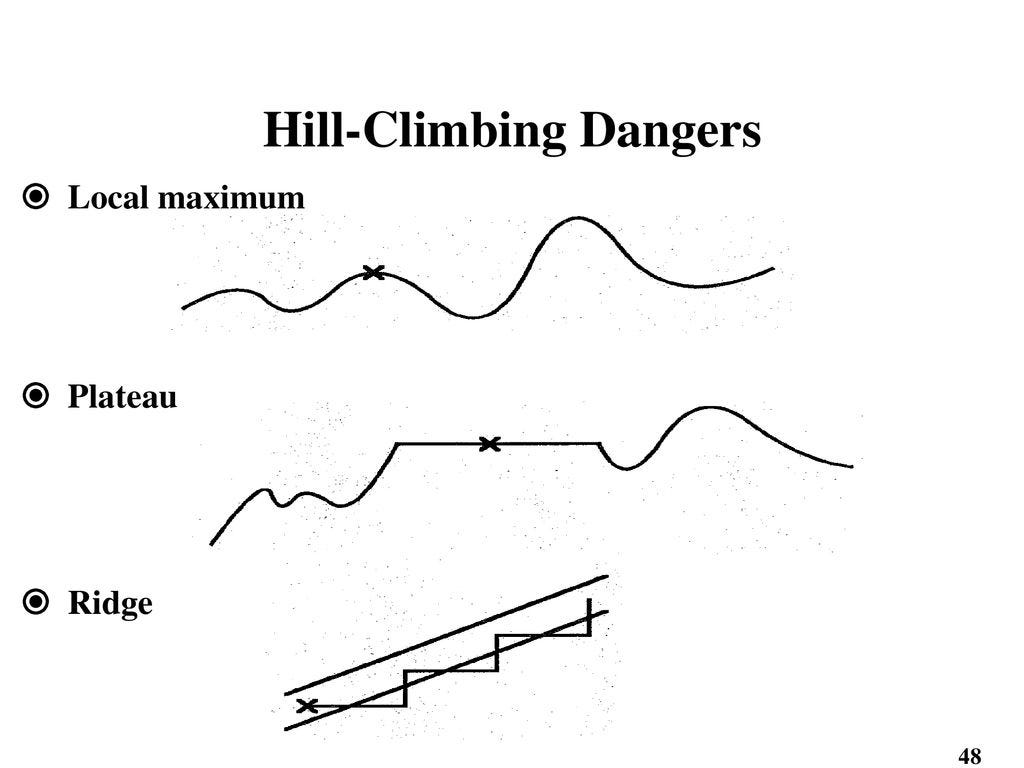 Hill-Climbing Dangers
Local maximum
Plateau
Ridge
48